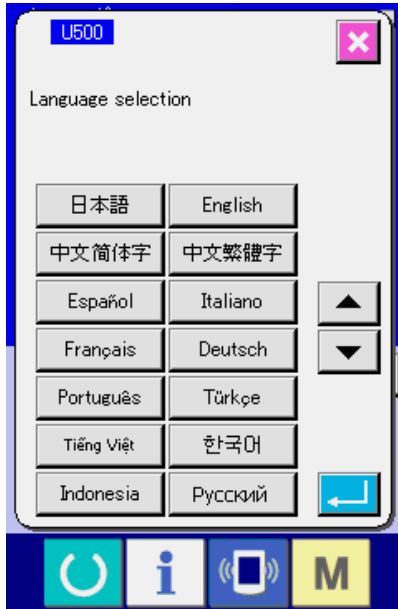 U500
Language selection
日本語 English
中文简体字 中文繁體字
Español Italiano
Français Deutsch
Português Türkçe
Tiếng Việt 한국어
Indonesia Русский
i M